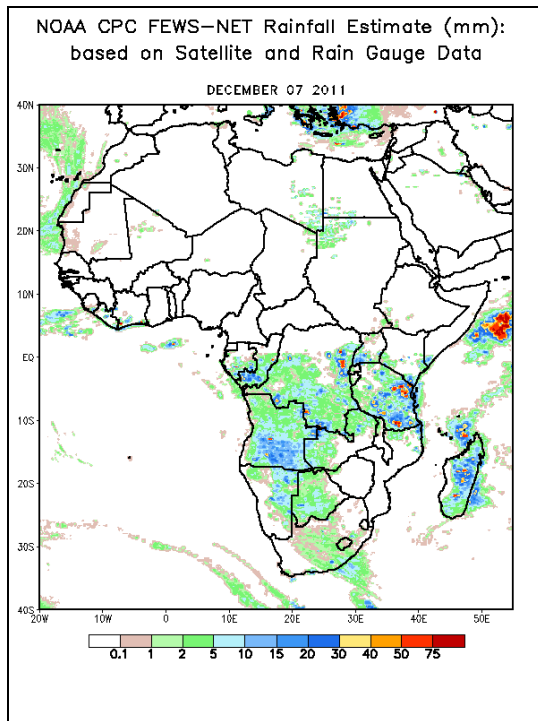 NOAA CPC FEWS-NET Rainfall Estimate (mm):
based on Satellite and Rain Gauge Data
DECEMBER 07 2011
40N
30N
20N
10N
EQ
10S
20S
30S
40S
20W 10W 0 10E 20E 30E 40E 50E
0.1 1 2 5 10 15 20 30 40 50 75